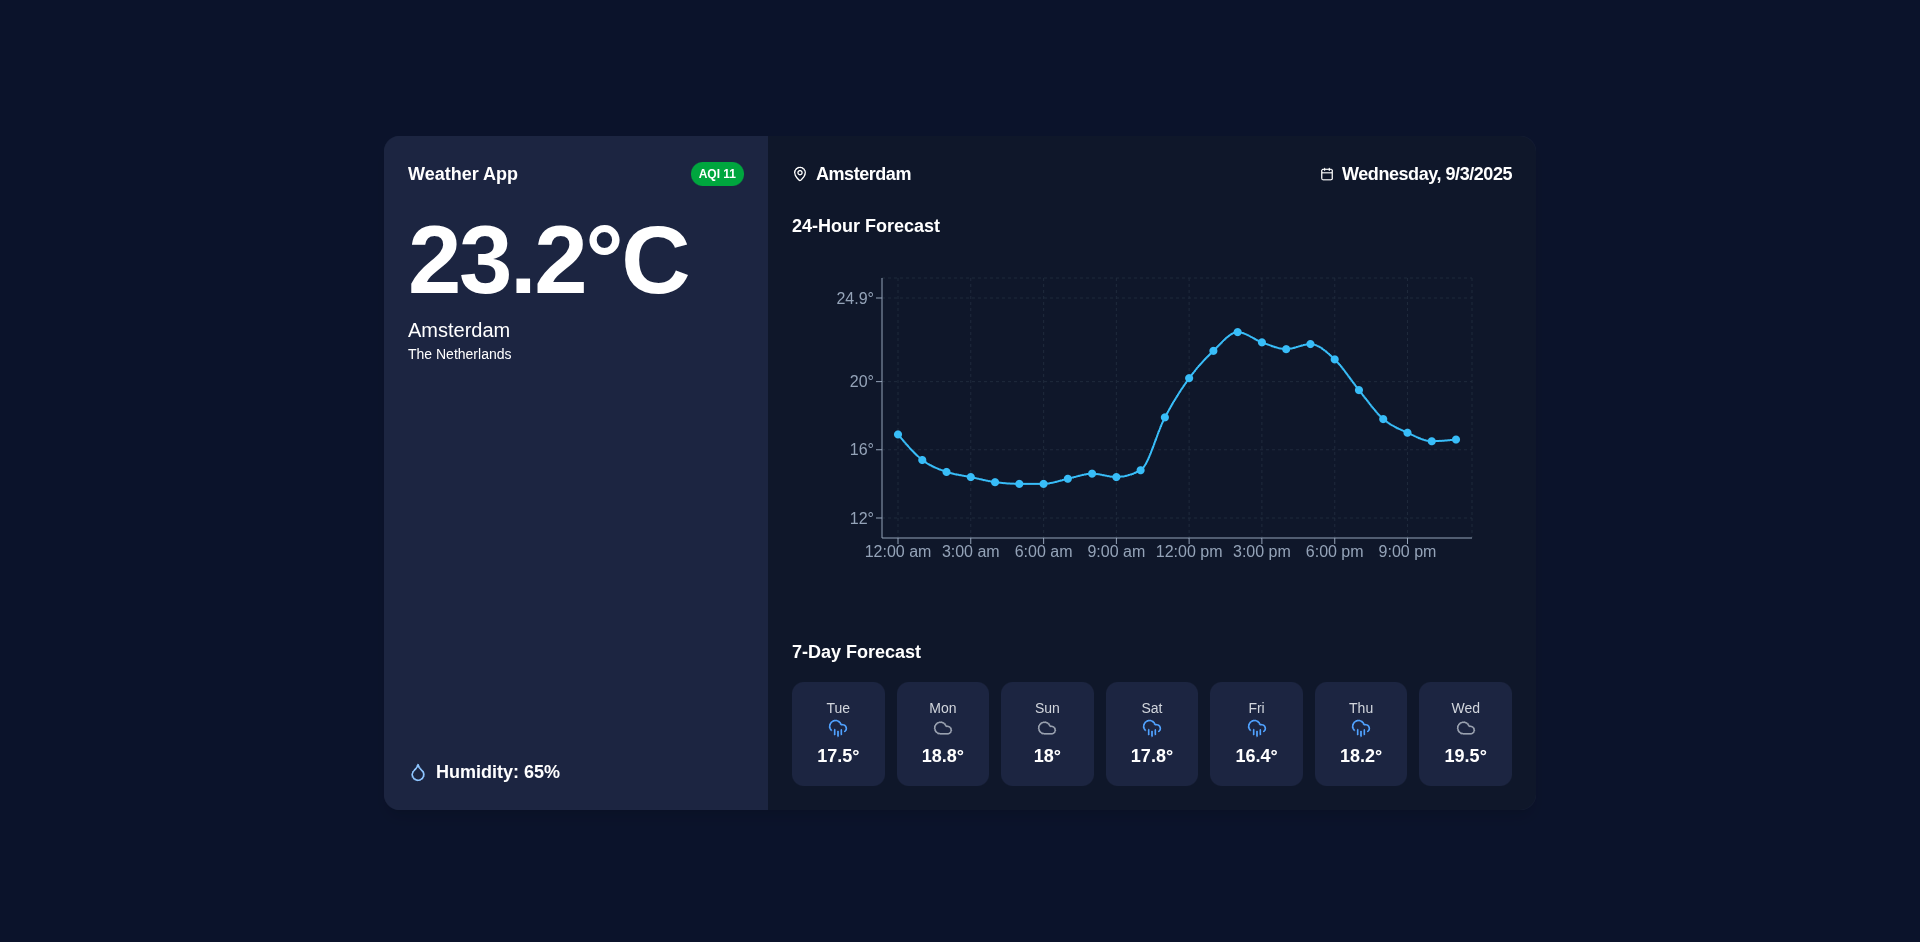 Weather App
AQI 11
23.2°C
Amsterdam
The Netherlands
Humidity: 65%
Amsterdam
Wednesday, 9/3/2025
24-Hour Forecast
24.9°
20°
16°
12°
12:00 am 3:00 am 6:00 am 9:00 am 12:00 pm 3:00 pm 6:00 pm 9:00 pm
7-Day Forecast
Tue Mon Sun Sat Fri Thu Wed
17.5° 18.8° 18° 17.8° 16.4° 18.2° 19.5°